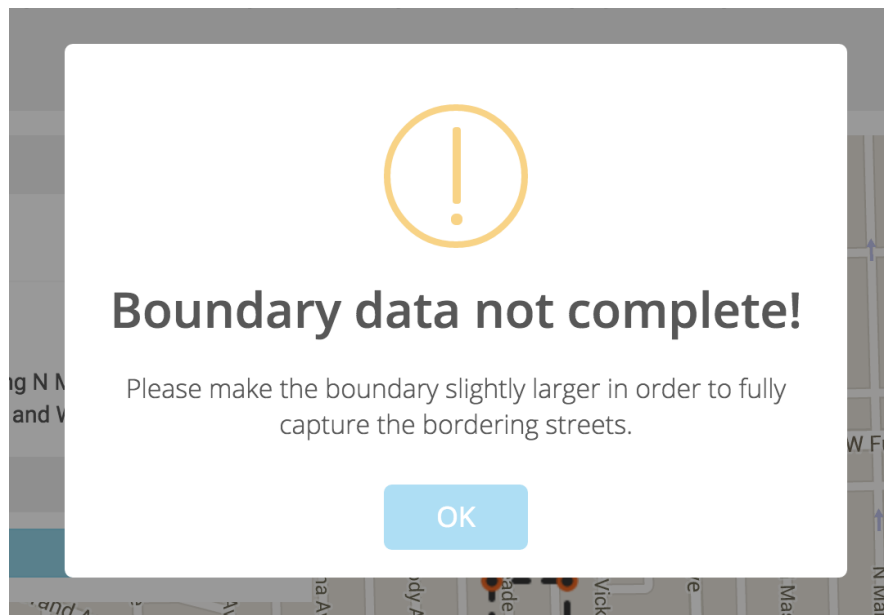 Boundary data not complete!
Please make the boundary slightly larger in order to fully
capture the bordering streets.
OK
and
W
N